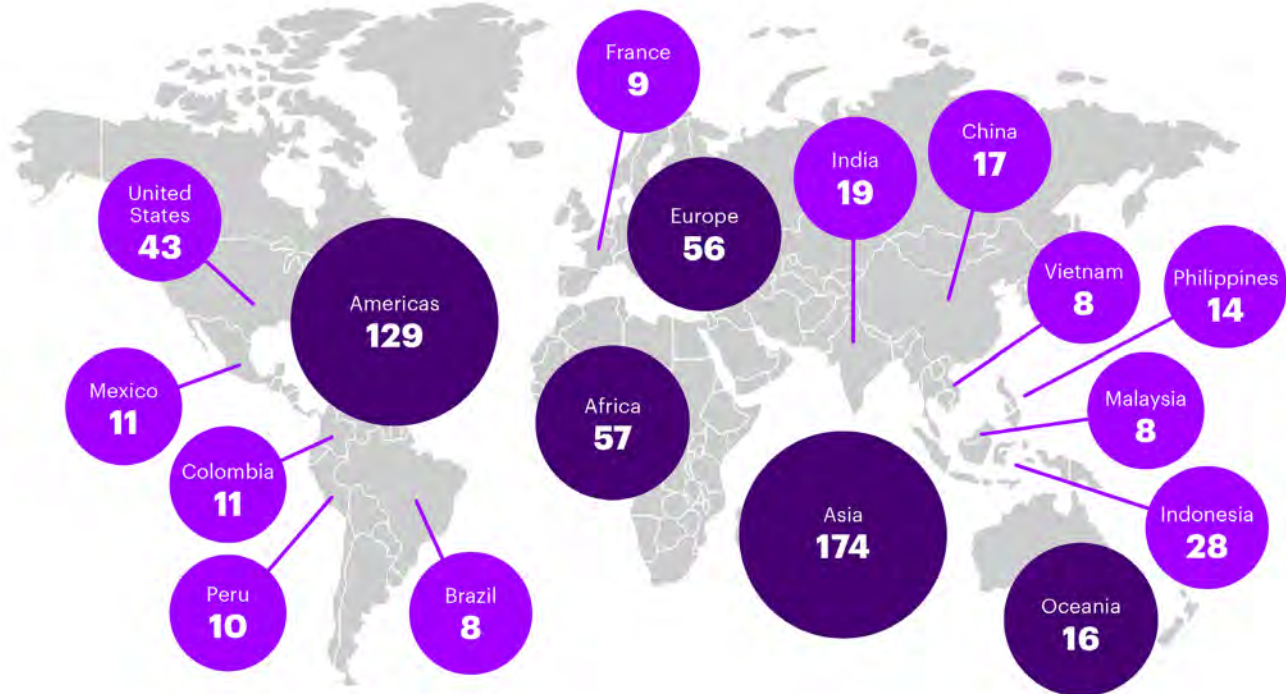 France
9
China
17
India
19
United
States
43
Europe
56
Vietnam
8
Philippines
14
Americas
129
Mexico
11
Africa
57
Malaysia
8
Colombia
11
Asia
174
Indonesia
28
Peru
10
Brazil
8
Oceania
16